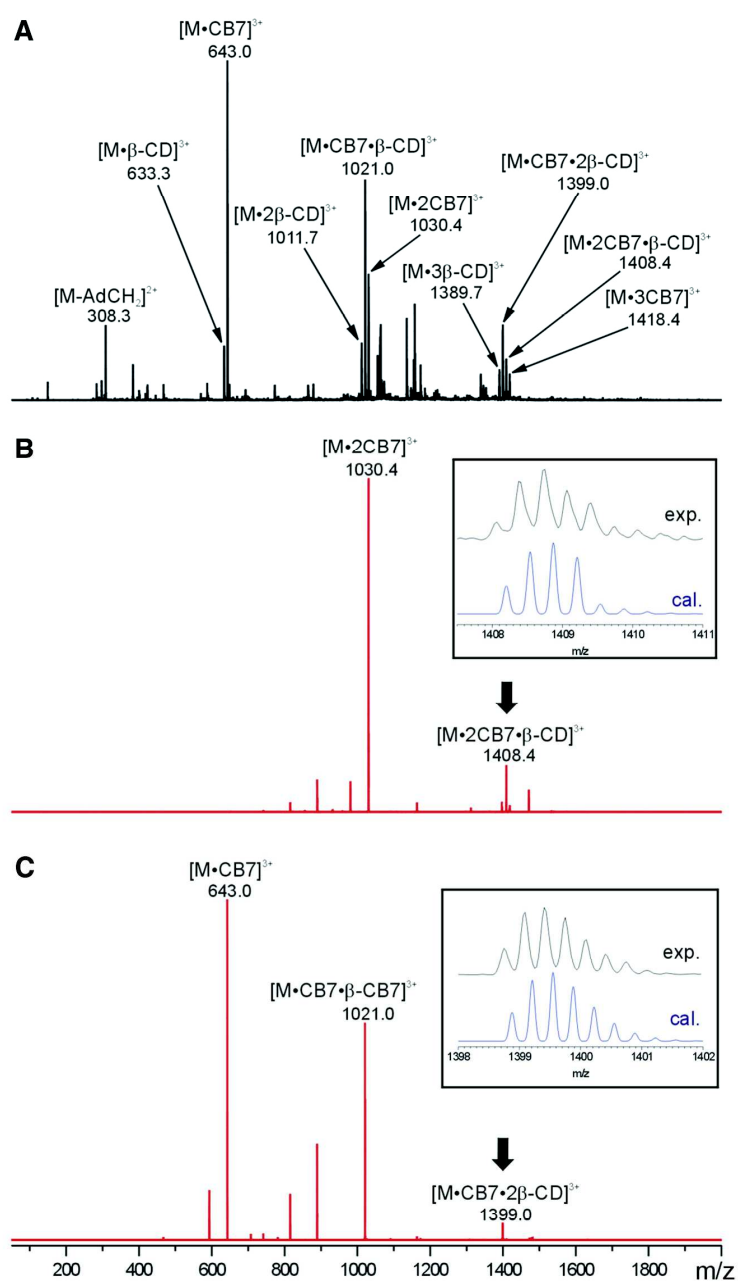 A
[M•CB7]³⁺
643.0
[M•β-CD]³⁺
633.3
[M•CB7•β-CD]³⁺
1021.0
[M•CB7•2β-CD]³⁺
1399.0
[M•2β-CD]³⁺
1011.7
[M•2CB7]³⁺
1030.4
[M•2CB7•β-CD]³⁺
1408.4
[M•3β-CD]³⁺
1389.7
[M-AdCH₂]²⁺
308.3
[M•3CB7]³⁺
1418.4
B
[M•2CB7]³⁺
1030.4
exp.
cal.
1408 1409 1410 1411
m/z
[M•2CB7•β-CD]³⁺
1408.4
C
[M•CB7]³⁺
643.0
[M•CB7•β-CB7]³⁺
1021.0
exp.
cal.
1398 1399 1400 1401 1402
m/z
[M•CB7•2β-CD]³⁺
1399.0
200 400 600 800 1000 1200 1400 1600 1800 m/z